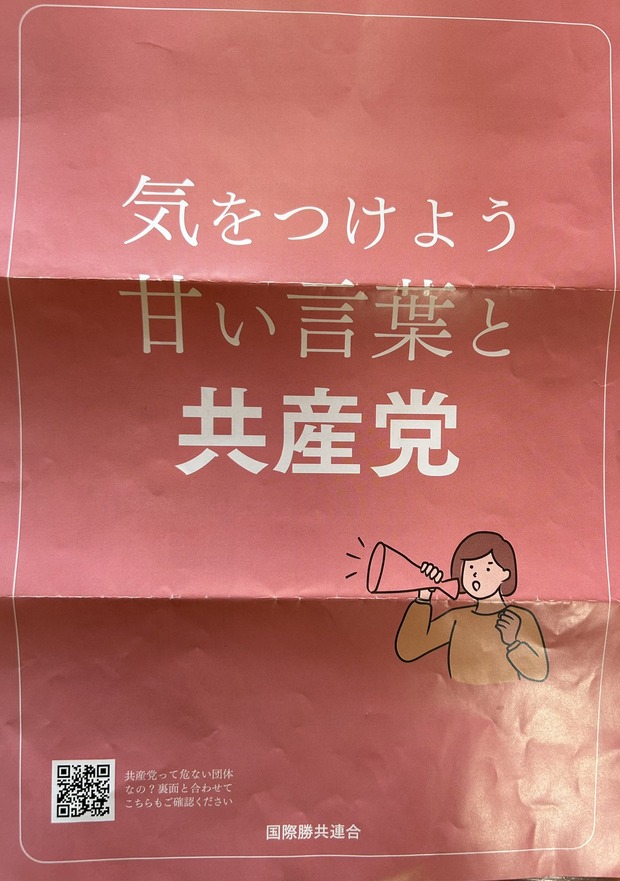 気をつけよう
甘い言葉と
共産党
共産党って危ない団体
なの？裏面と合わせて
こちらもご確認ください
国際勝共連合